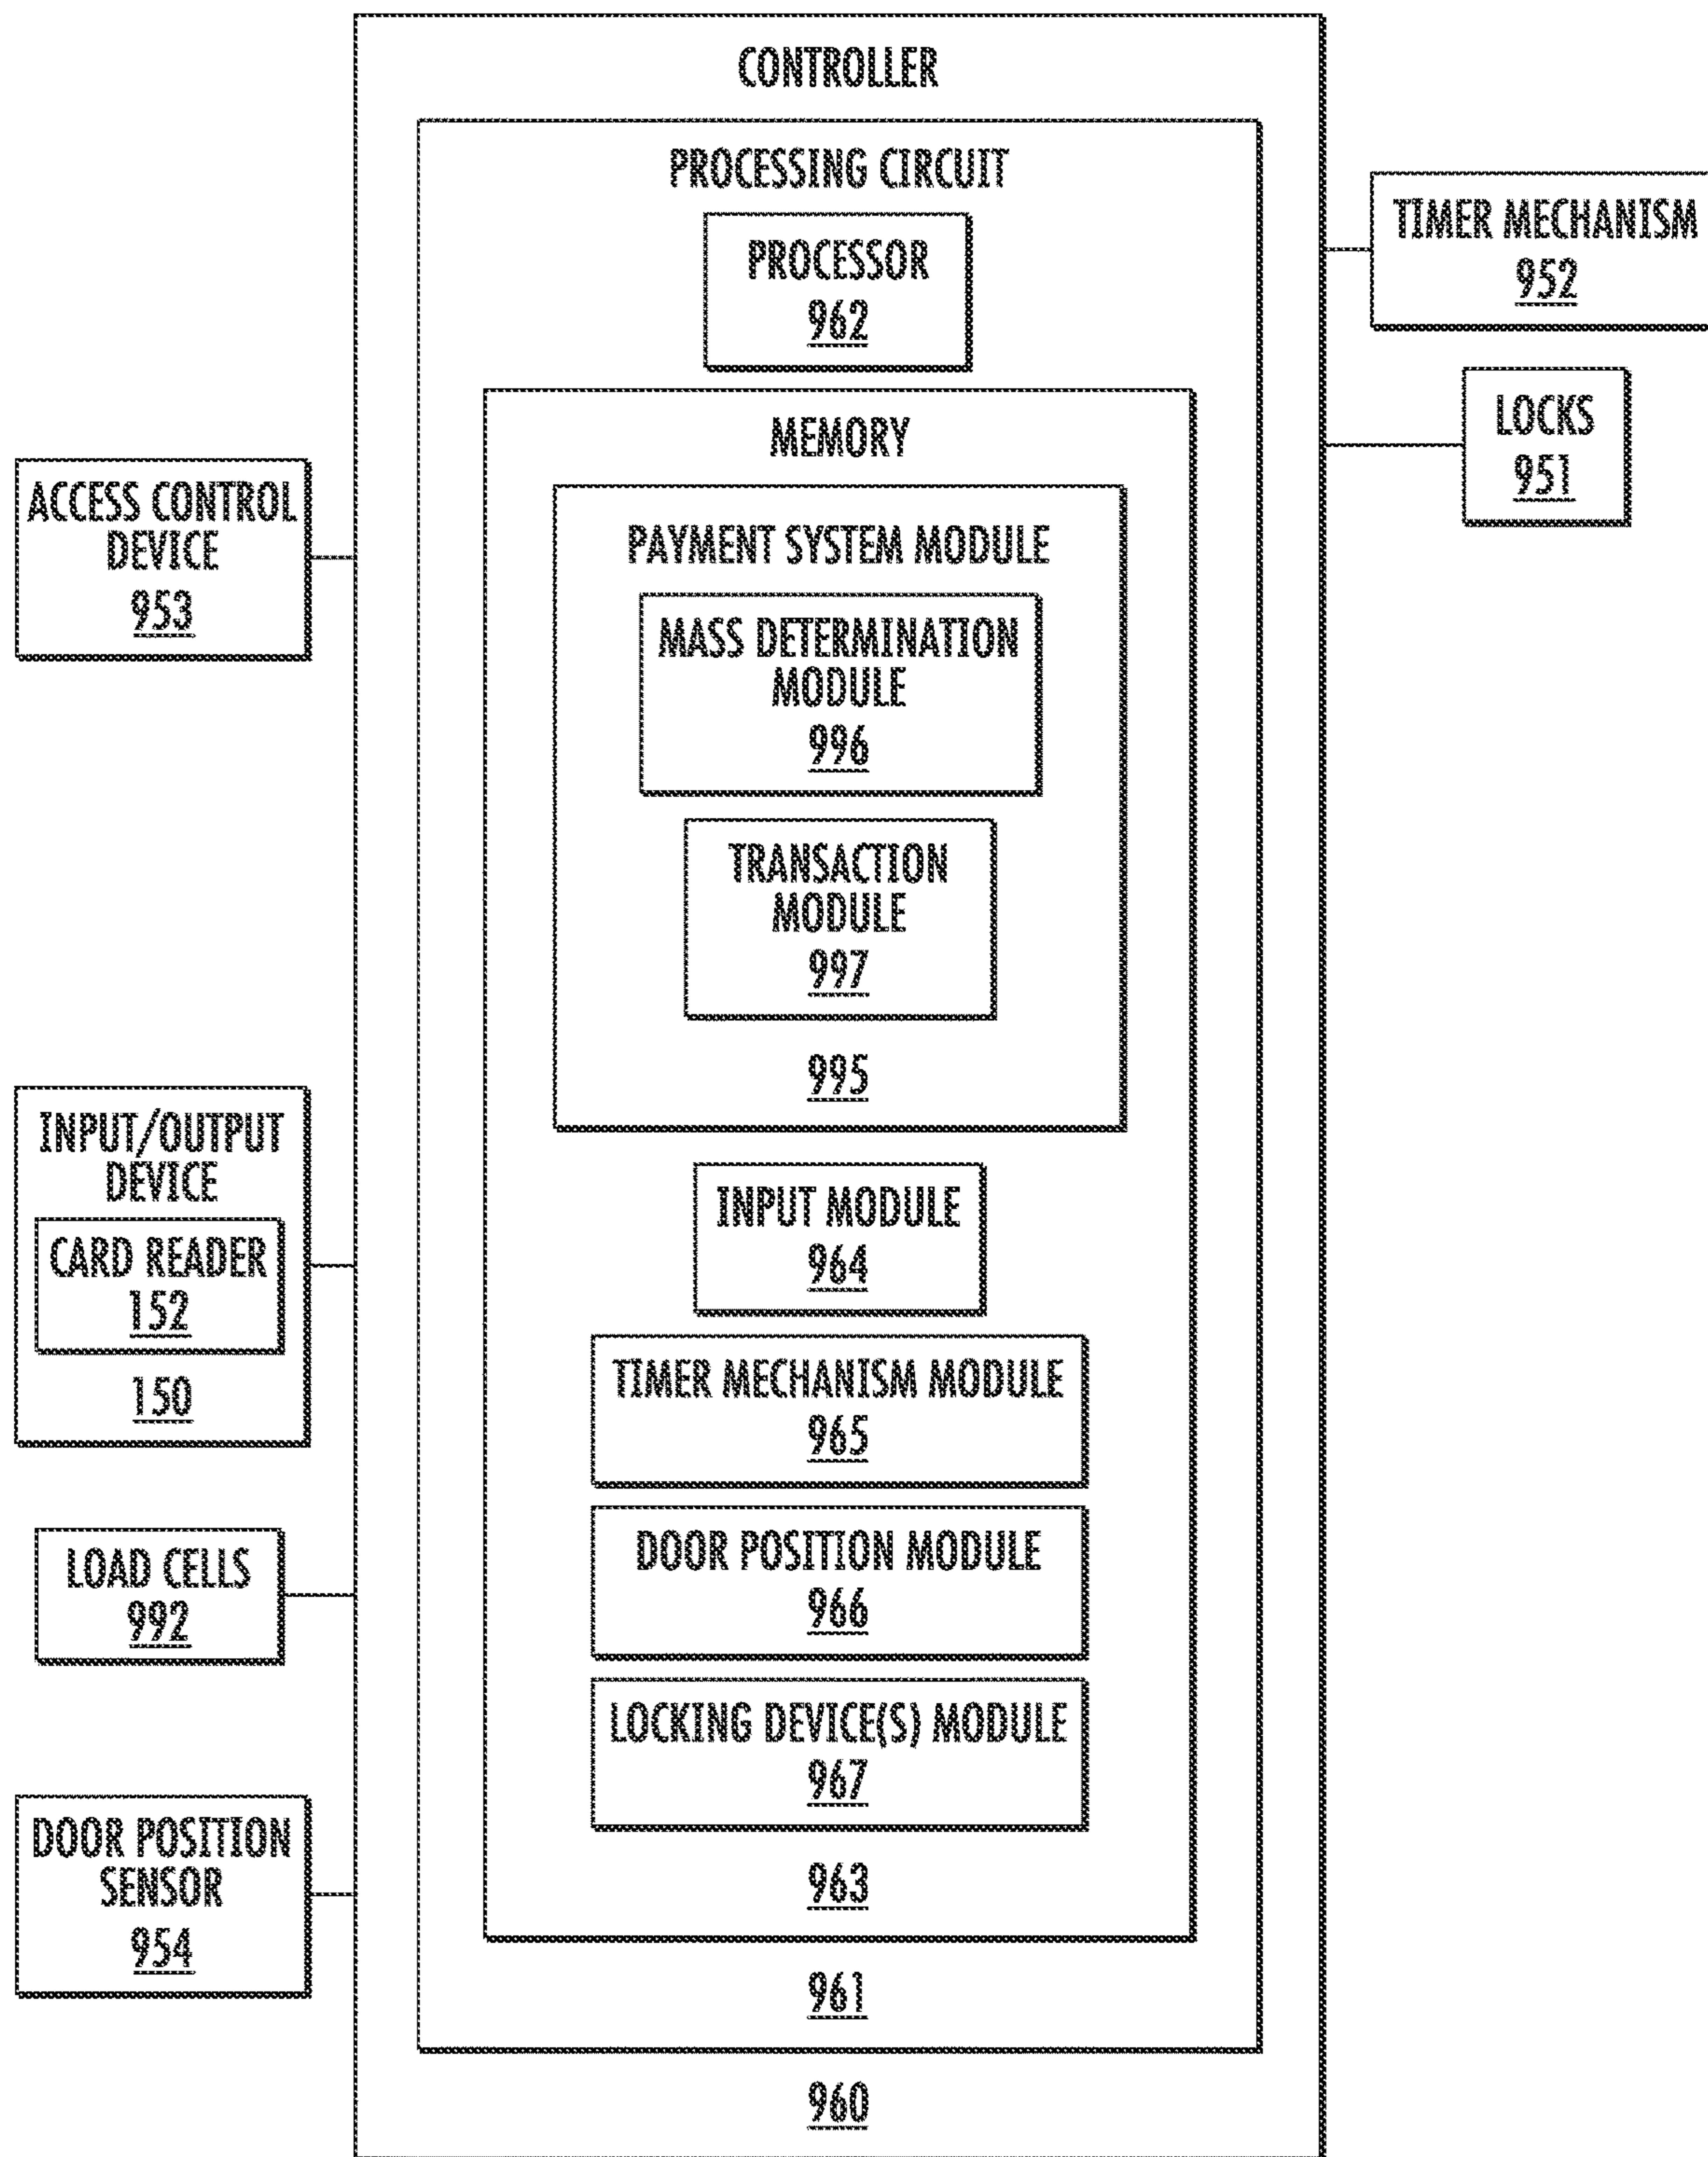 CONTROLLER
PROCESSING CIRCUIT
PROCESSOR
962
MEMORY
PAYMENT SYSTEM MODULE
MASS DETERMINATION
MODULE
996
TRANSACTION
MODULE
997
995
INPUT MODULE
964
TIMER MECHANISM MODULE
965
DOOR POSITION MODULE
966
LOCKING DEVICE(S) MODULE
967
963
961
960
ACCESS CONTROL
DEVICE
953
INPUT/OUTPUT
DEVICE
CARD READER
152
150
LOAD CELLS
992
DOOR POSITION
SENSOR
954
TIMER MECHANISM
952
LOCKS
951